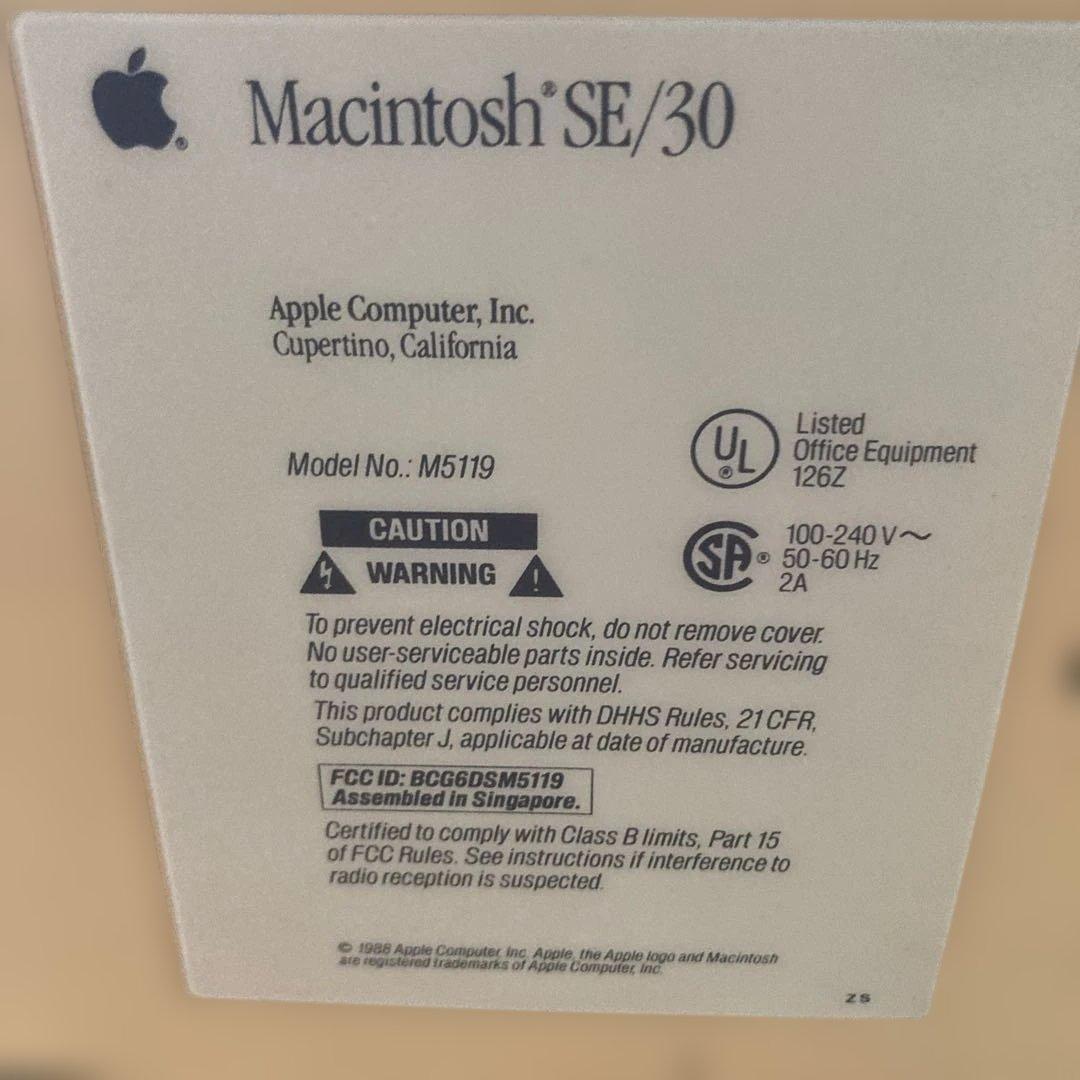 Macintosh® SE/30
Apple Computer, Inc.
Cupertino, California
Model No.: M5119
UL ®
Listed
Office Equipment
126Z
CAUTION
WARNING
SA ®
100-240 V~
50-60 Hz
2A
To prevent electrical shock, do not remove cover.
No user-serviceable parts inside. Refer servicing
to qualified service personnel.
This product complies with DHHS Rules, 21 CFR,
Subchapter J, applicable at date of manufacture.
FCC ID: BCG6DSM5119
Assembled in Singapore.
Certified to comply with Class B limits, Part 15
of FCC Rules. See instructions if interference to
radio reception is suspected.
© 1988 Apple Computer, Inc. Apple, the Apple logo and Macintosh
are registered trademarks of Apple Computer, Inc.
ZS